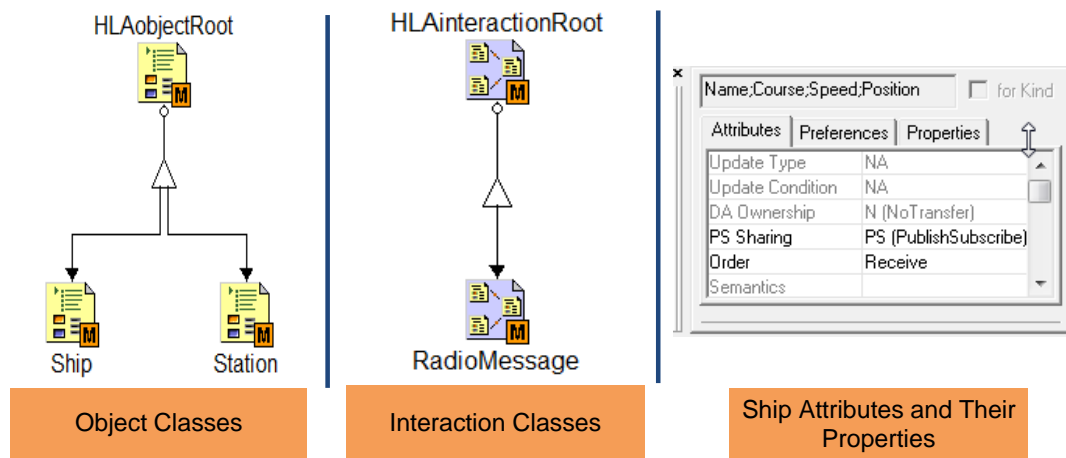 HLAobjectRoot
M
M
Ship
M
Station
Object Classes
HLAinteractionRoot
M
M
RadioMessage
Interaction Classes
×
Name;Course;Speed;Position
for Kind
Attributes Preferences Properties
Update Type NA
Update Condition NA
DA Ownership N (NoTransfer)
PS Sharing PS (PublishSubscribe)
Order Receive
Semantics
Ship Attributes and Their
Properties